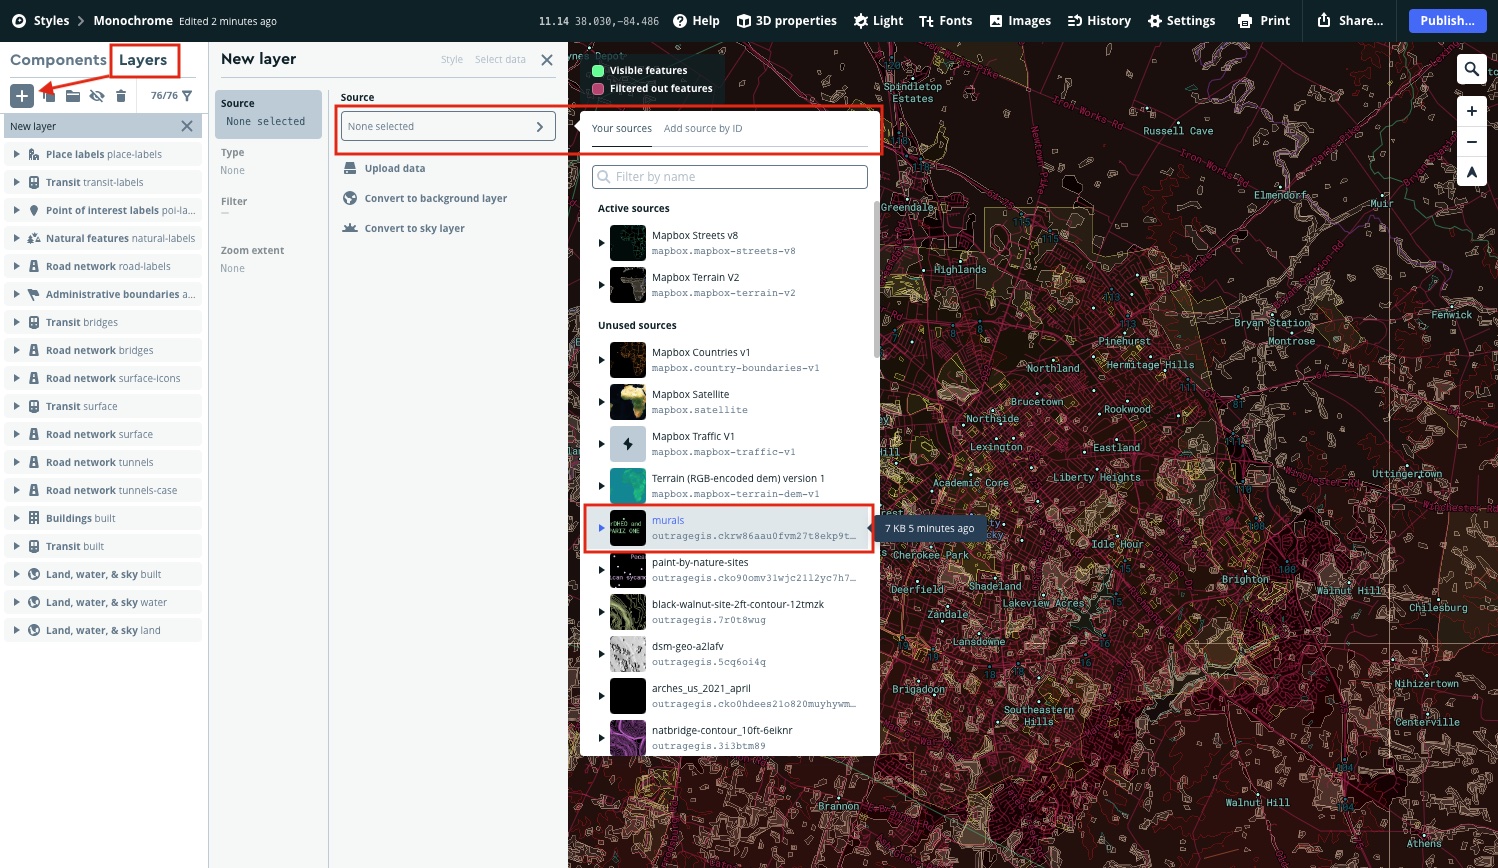 Styles > Monochrome Edited 2 minutes ago
11.14 38.030,-84.486
Help
3D properties
Light
Fonts
Images
History
Settings
Print
Share...
Publish...
Components
Layers
76/76
New layer
Place labels place-labels
Transit transit-labels
Point of interest labels poi-la...
Natural features natural-labels
Road network road-labels
Administrative boundaries a...
Transit bridges
Road network bridges
Road network surface-icons
Transit surface
Road network surface
Road network tunnels
Road network tunnels-case
Buildings built
Transit built
Land, water, & sky built
Land, water, & sky water
Land, water, & sky land
New layer
Style
Select data
Source
None selected
Type
None
Filter
Zoom extent
None
Source
None selected
Upload data
Convert to background layer
Convert to sky layer
Visible features
Filtered out features
Your sources
Add source by ID
Filter by name
Active sources
Mapbox Streets v8
mapbox.mapbox-streets-v8
Mapbox Terrain V2
mapbox.mapbox-terrain-v2
Unused sources
Mapbox Countries v1
mapbox.country-boundaries-v1
Mapbox Satellite
mapbox.satellite
Mapbox Traffic V1
mapbox.mapbox-traffic-v1
Terrain (RGB-encoded dem) version 1
mapbox.mapbox-terrain-dem-v1
murals
outragegis.ckrw86aau0fvm27t8ekp9t...
7 KB 5 minutes ago
paint-by-nature-sites
outragegis.cko90omv31wjc2ll2yc7h7...
black-walnut-site-2ft-contour-12tmzk
outragegis.7r0t8wug
dsm-geo-a2lafv
outragegis.5cq6oi4q
arches_us_2021_april
outragegis.cko0hdees21o820muyhywm...
natbridge-contour_10ft-6eiknr
outragegis.3i3btm89
Spindletop
Estates
Russell Cave
Elmendorf
Muir
Greendale
Highlands
Bryan Station
Montrose
Fenwick
Pinehurst
Northland
Hermitage Hills
Brucetown
Rookwood
Northside
Lexington
Eastland
Liberty Heights
Academic Core
Uttingertown
Winchester Rd
Idle Hour
Cherokee Park
Deerfield
Shadeland
Brighton
Walnut Hill
Lakeview Acres
Zandale
Chilesburg
Lansdowne
Brigadoon
Southeastern
Hills
Nihizertown
Centerville
Brannon
Walnut Hill
Athens